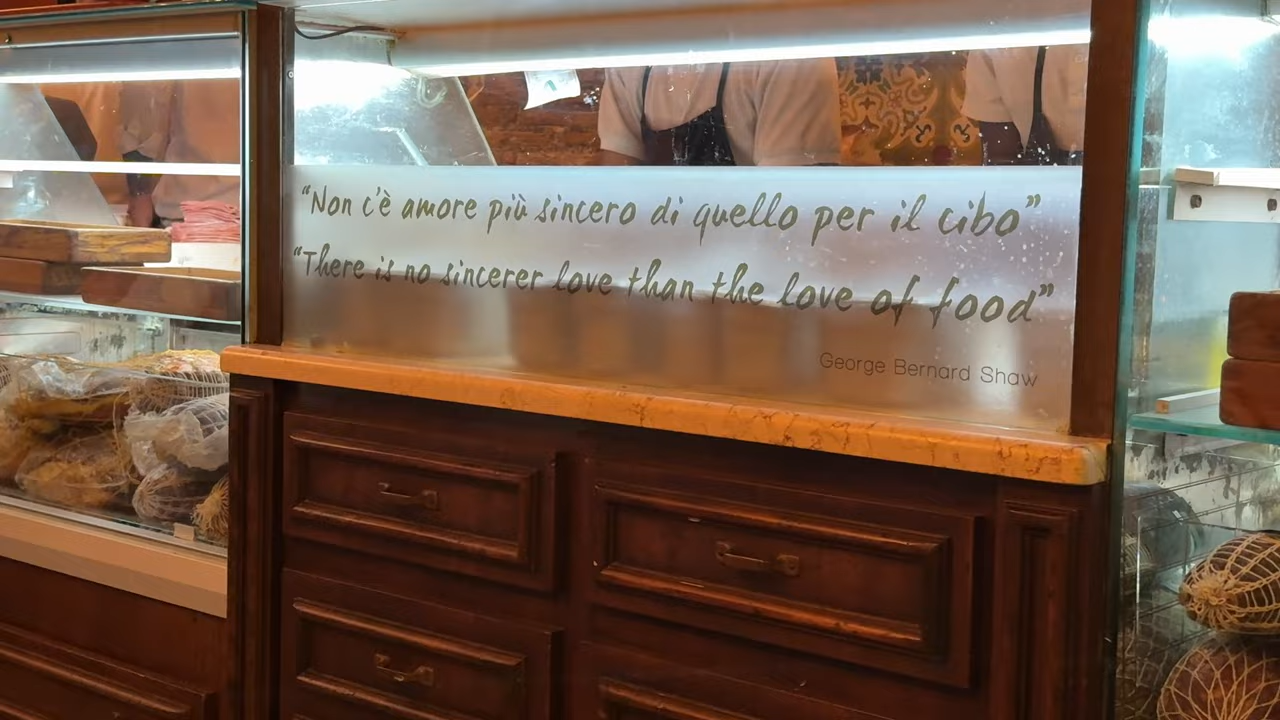 “Non c'è amore più sincero di quello per il cibo”
“There is no sincerer love than the love of food”
George Bernard Shaw